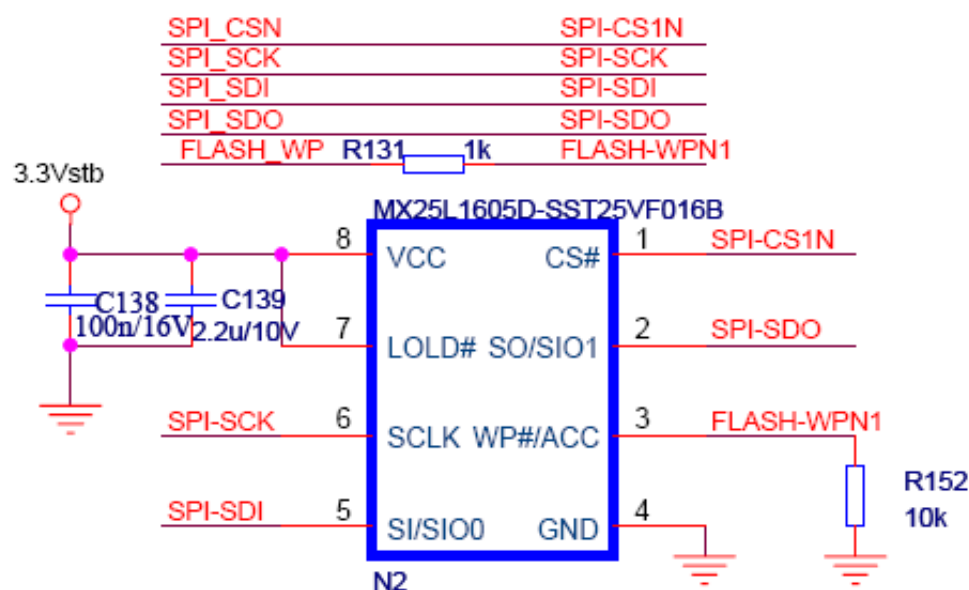 SPI_CSN SPI-CS1N
SPI_SCK SPI-SCK
SPI_SDI SPI-SDI
SPI_SDO SPI-SDO
FLASH_WP R131 1k FLASH-WPN1
3.3Vstb
MX25L1605D-SST25VF016B
8 VCC CS# 1 SPI-CS1N
C138 C139
100n/16V 2.2u/10V
7 LOLD# SO/SIO1 2 SPI-SDO
SPI-SCK 6 SCLK WP#/ACC 3 FLASH-WPN1
R152
10k
SPI-SDI 5 SI/SIO0 GND 4
N2